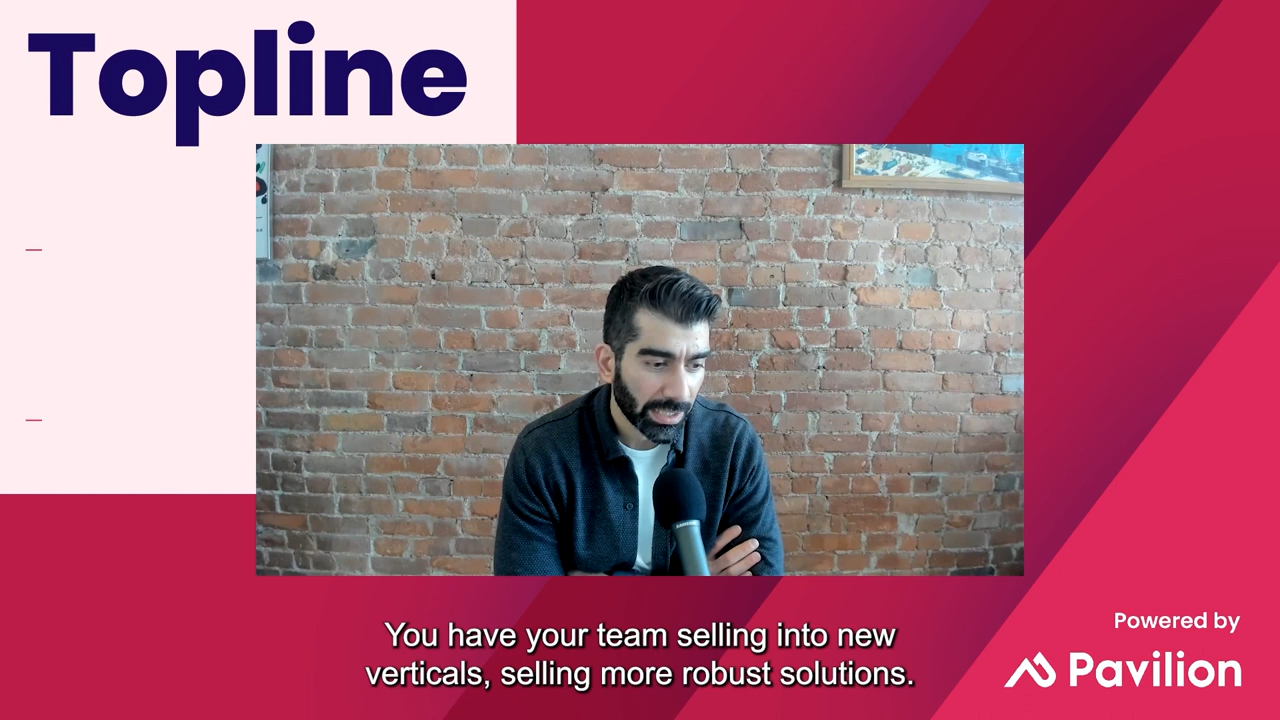 Topline
You have your team selling into new
verticals, selling more robust solutions.
Powered by
Pavilion